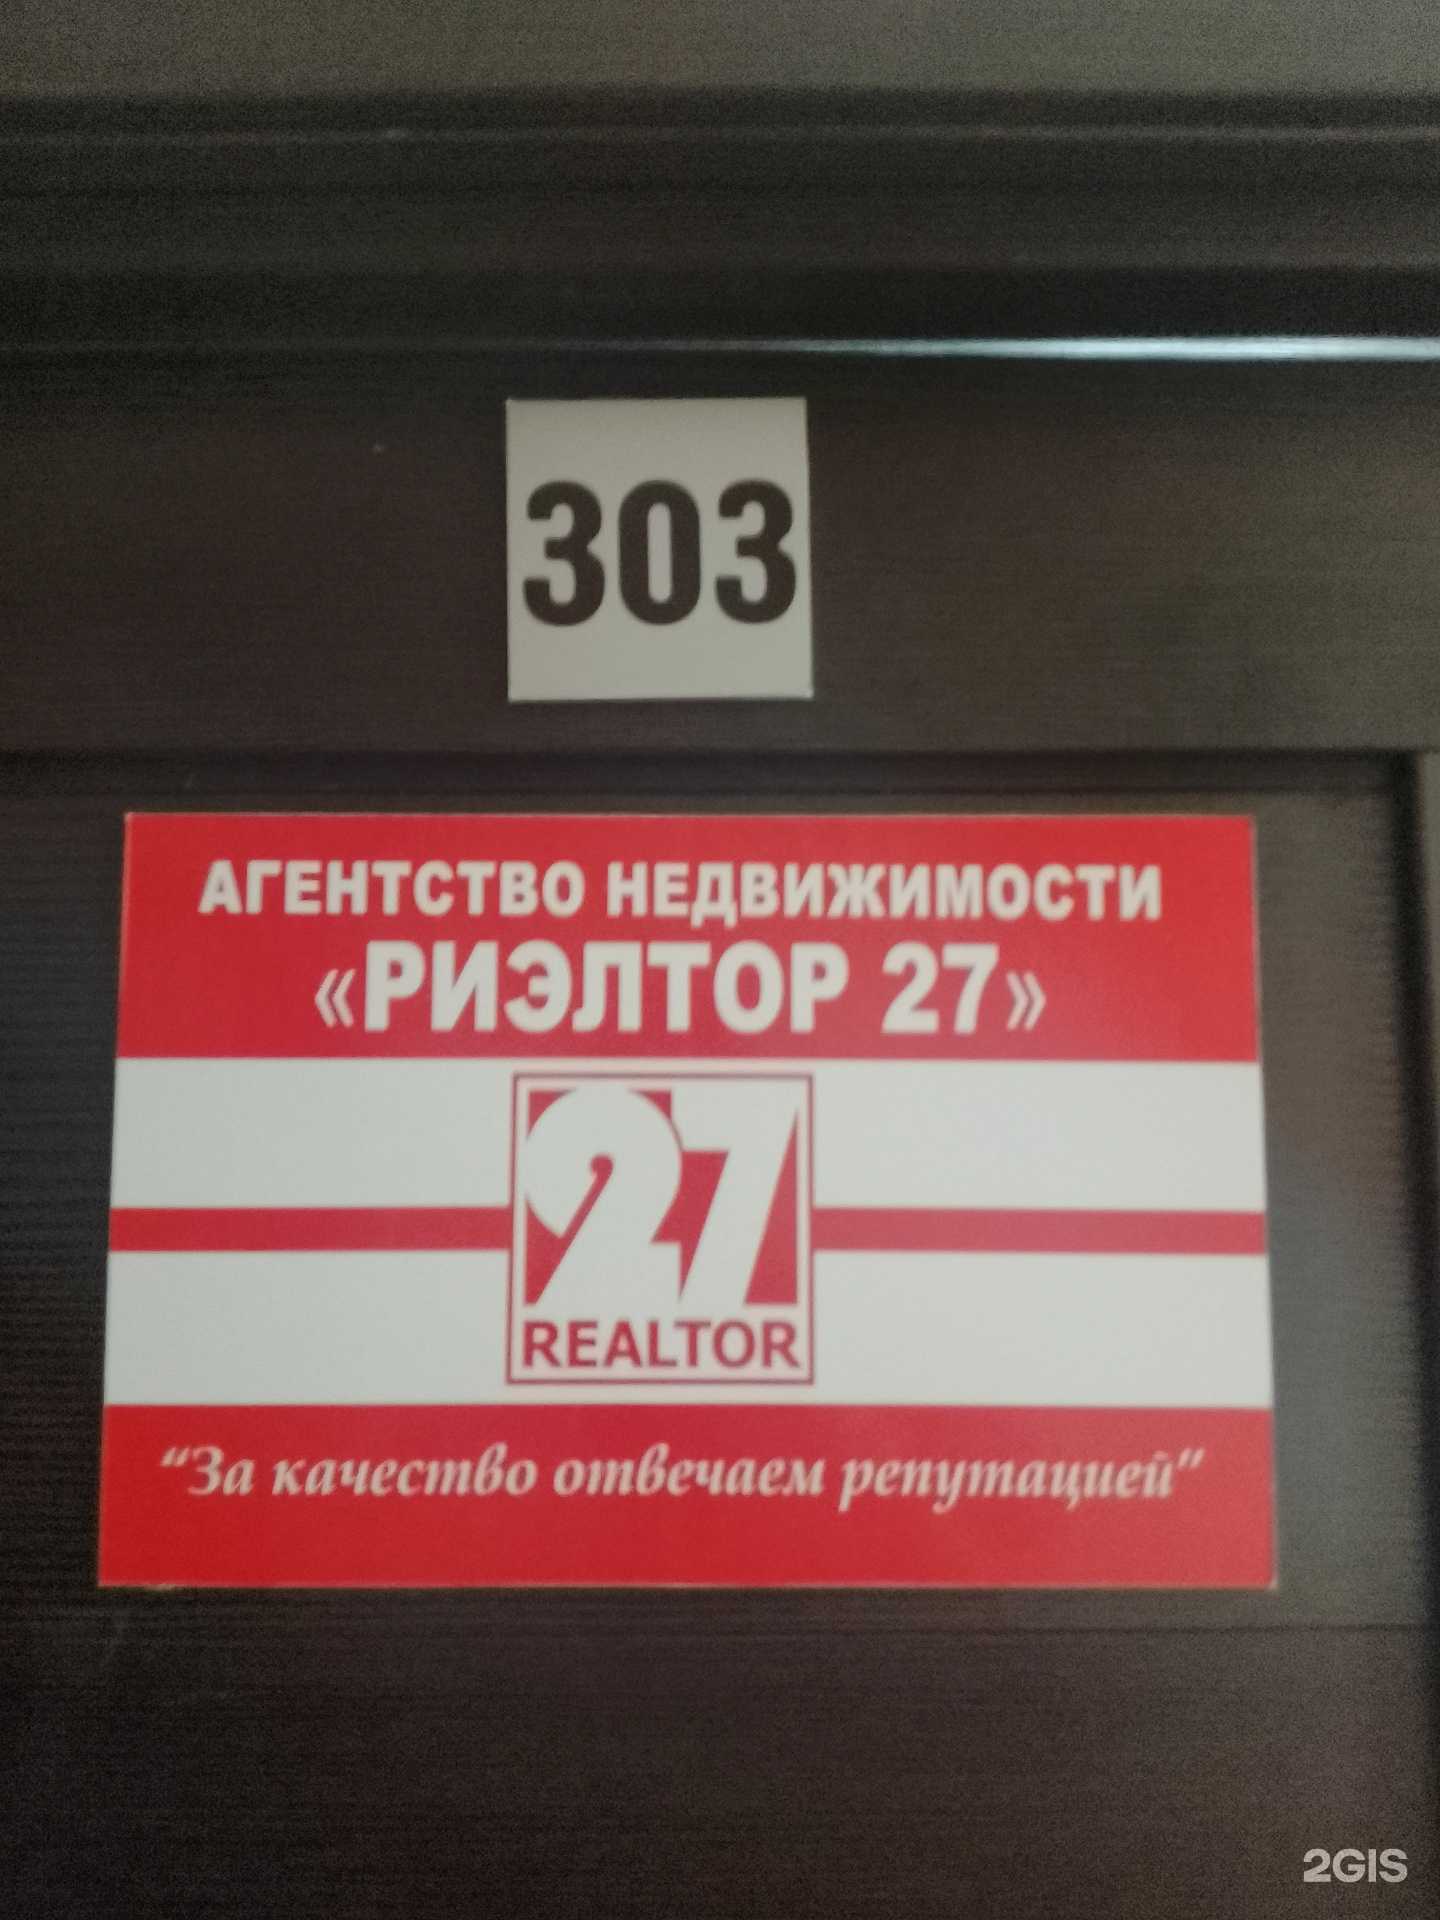 303
АГЕНТСТВО НЕДВИЖИМОСТИ
«РИЭЛТОР 27»
27
REALTOR
"За качество отвечаем репутацией"
2GIS